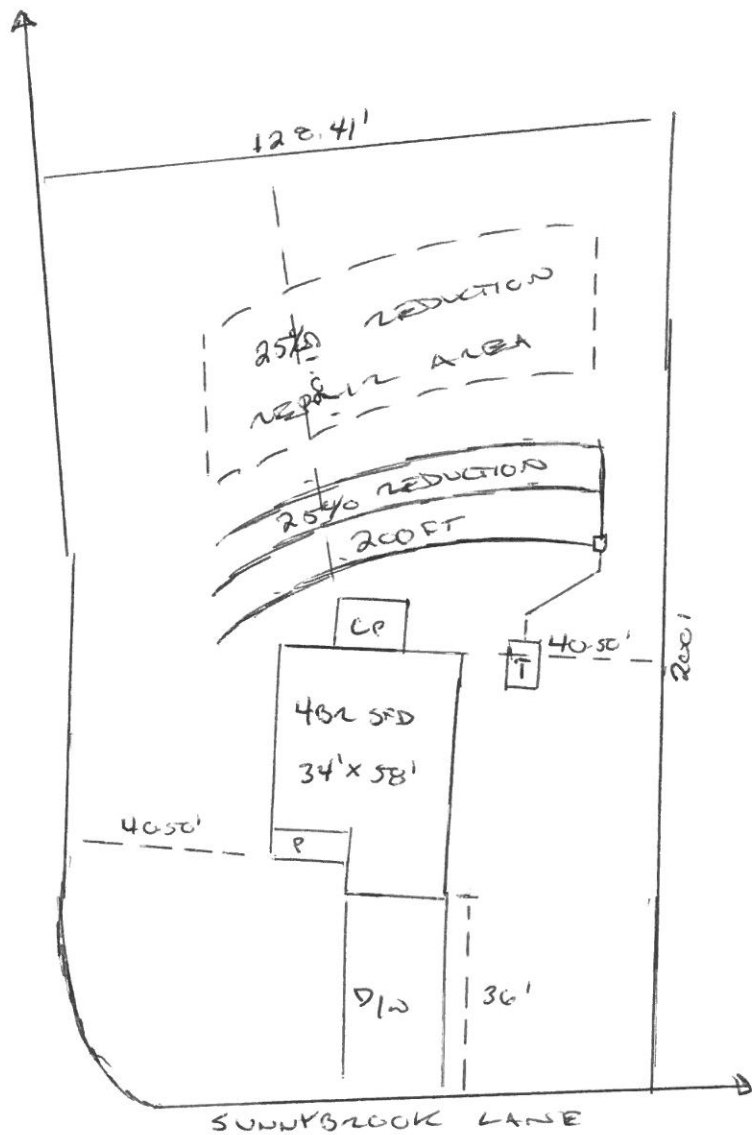 128.41'
25% REDUCTION
REPAIR AREA
25% REDUCTION
200 FT
CP
T
40-50'
200'
4BR SFD
34' X 58'
40-50'
P
D/W
36'
SUNNYBROOK LANE